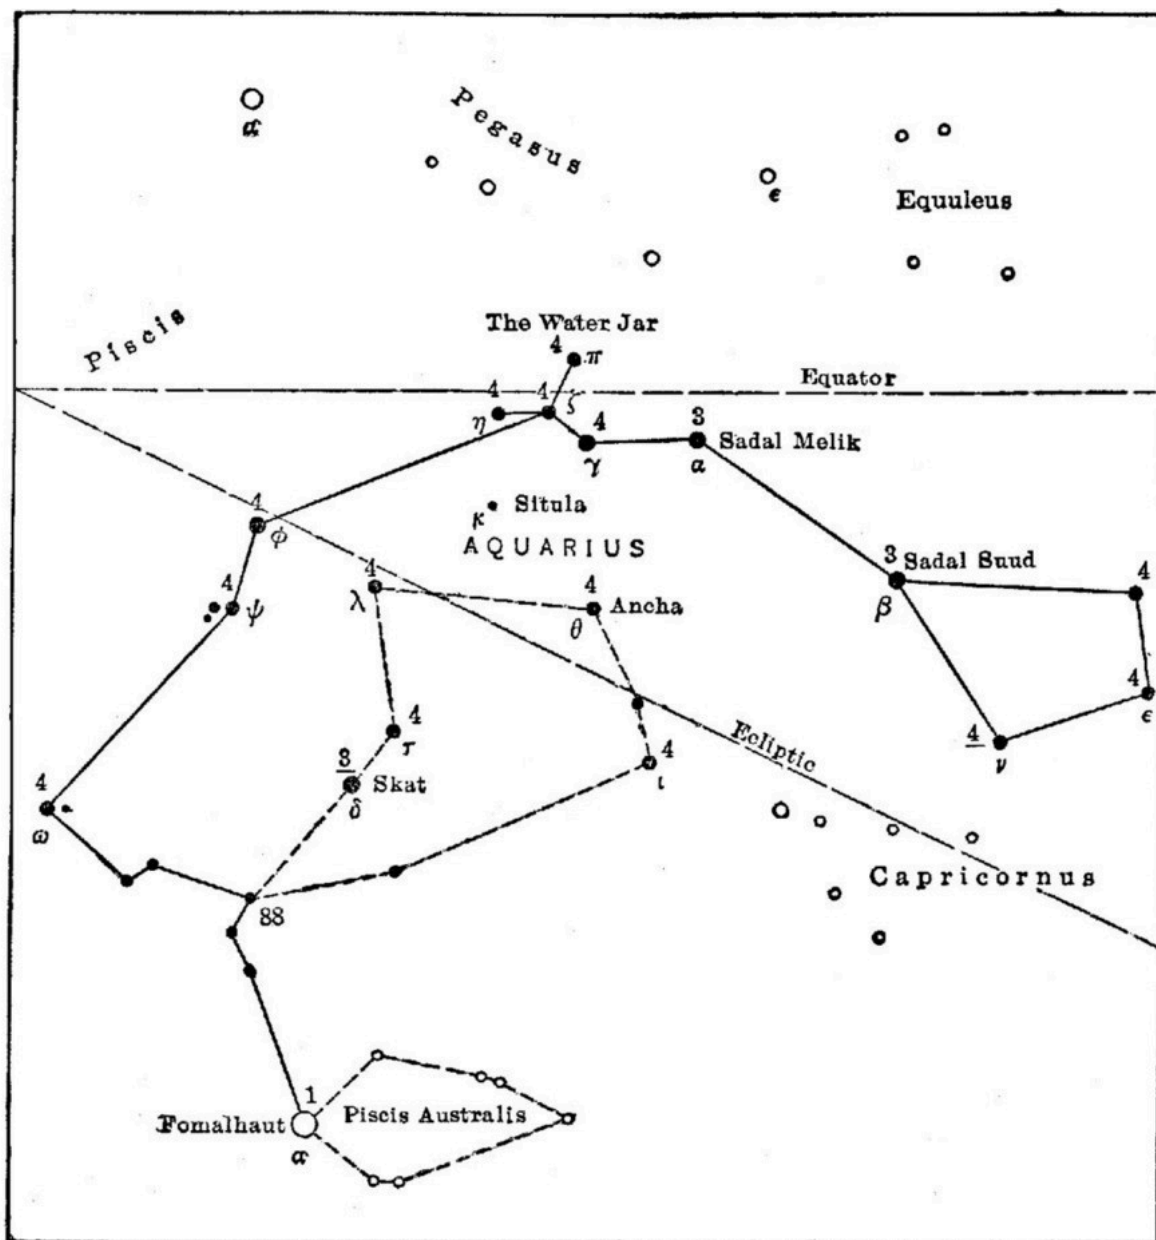 α
Pegasus
ϵ
Equuleus
Piscis
The Water Jar
4 π
Equator
4 4 ζ
η
4
γ
3 Sadal Melik
α
κ Situla
AQUARIUS
4
φ
4
ψ
4
λ
4 Ancha
θ
3 Sadal Suud
β
4
4
ϵ
4
ν
Ecliptic
4
τ
3 Skat
δ
4
ι
4
ω
Capricornus
88
1
Fomalhaut
α
Piscis Australis